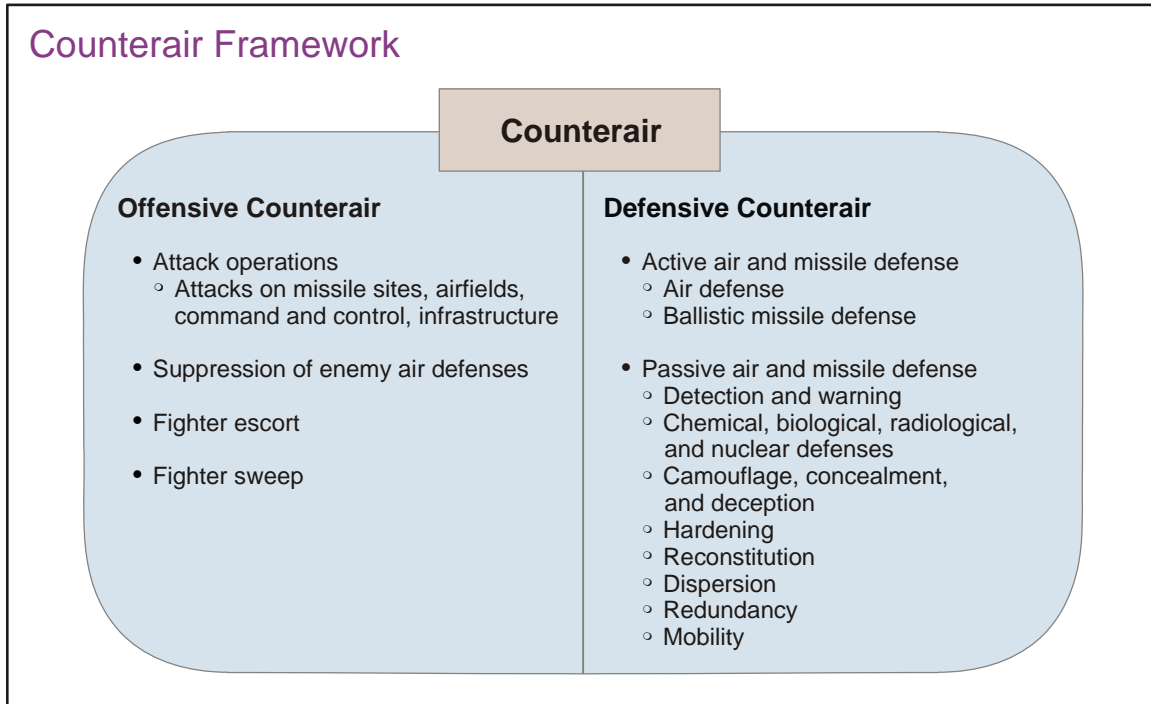 Counterair Framework
Counterair
Offensive Counterair
• Attack operations
◦ Attacks on missile sites, airfields,
command and control, infrastructure
• Suppression of enemy air defenses
• Fighter escort
• Fighter sweep
Defensive Counterair
• Active air and missile defense
◦ Air defense
◦ Ballistic missile defense
• Passive air and missile defense
◦ Detection and warning
◦ Chemical, biological, radiological,
and nuclear defenses
◦ Camouflage, concealment,
and deception
◦ Hardening
◦ Reconstitution
◦ Dispersion
◦ Redundancy
◦ Mobility